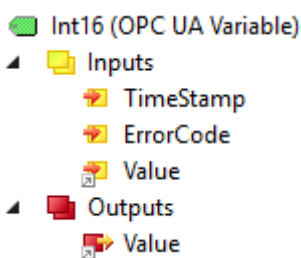 Int16 (OPC UA Variable)
Inputs
TimeStamp
ErrorCode
Value
Outputs
Value